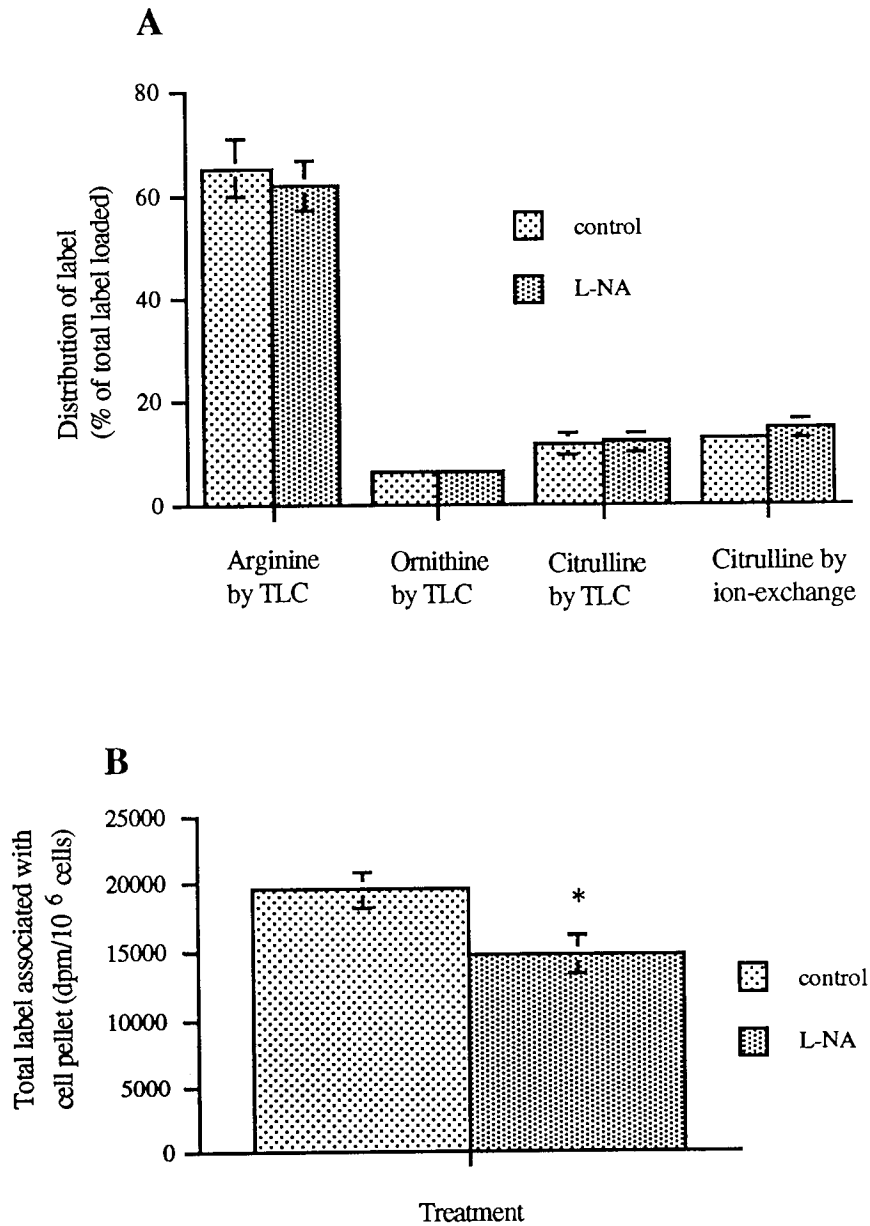 A
Distribution of label
(% of total label loaded)
80
60
40
20
0
control
L-NA
Arginine
by TLC
Ornithine
by TLC
Citrulline
by TLC
Citrulline by
ion-exchange
B
Total label associated with
cell pellet (dpm/10 6 cells)
25000
20000
15000
10000
5000
0
*
control
L-NA
Treatment